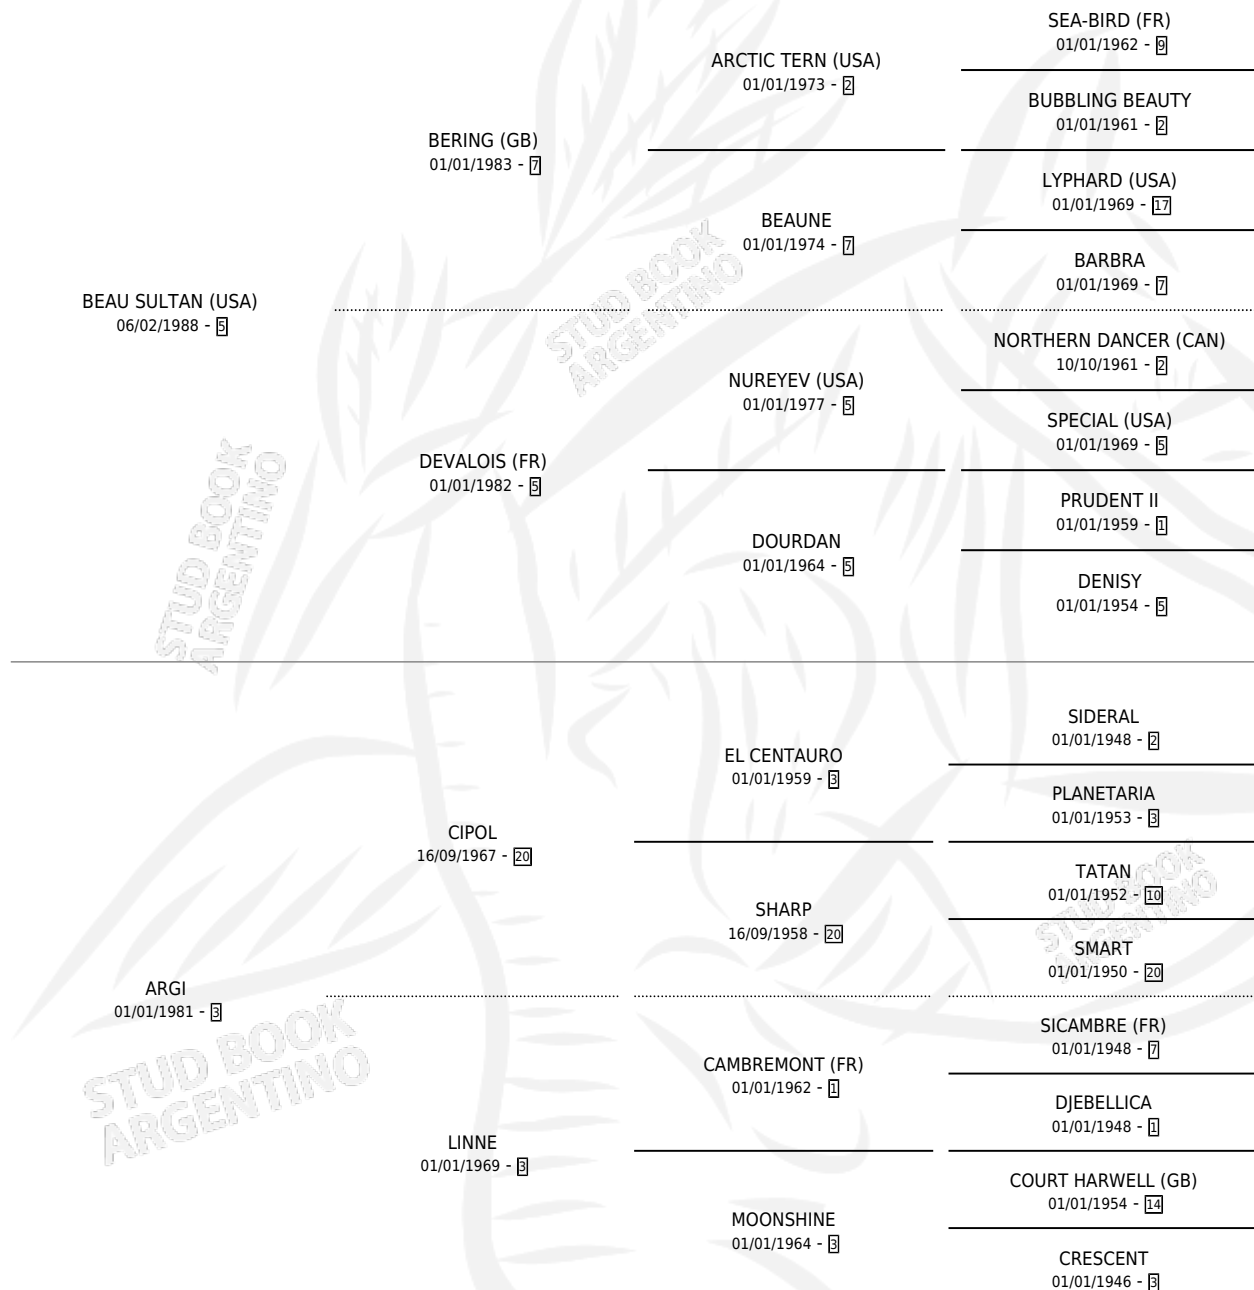 SEA-BIRD (FR)
01/01/1962 - 9
ARCTIC TERN (USA)
01/01/1973 - 2
BUBBLING BEAUTY
01/01/1961 - 2
BERING (GB)
01/01/1983 - 7
LYPHARD (USA)
01/01/1969 - 17
BEAUNE
01/01/1974 - 7
BARBRA
01/01/1969 - 7
BEAU SULTAN (USA)
06/02/1988 - 5
NORTHERN DANCER (CAN)
10/10/1961 - 2
NUREYEV (USA)
01/01/1977 - 5
SPECIAL (USA)
01/01/1969 - 5
DEVALOIS (FR)
01/01/1982 - 5
PRUDENT II
01/01/1959 - 1
DOURDAN
01/01/1964 - 5
DENISY
01/01/1954 - 5
SIDERAL
01/01/1948 - 2
EL CENTAURO
01/01/1959 - 3
PLANETARIA
01/01/1953 - 3
CIPOL
16/09/1967 - 20
TATAN
01/01/1952 - 10
SHARP
16/09/1958 - 20
SMART
01/01/1950 - 20
ARGI
01/01/1981 - 3
SICAMBRE (FR)
01/01/1948 - 7
CAMBREMONT (FR)
01/01/1962 - 1
DJEBELLICA
01/01/1948 - 1
LINNE
01/01/1969 - 3
COURT HARWELL (GB)
01/01/1954 - 14
MOONSHINE
01/01/1964 - 3
CRESCENT
01/01/1946 - 3
STUD BOOK
ARGENTINO
STUD BOOK
ARGENTINO
STUD BOOK
ARGENTINO
STUD BOOK
ARGENTINO